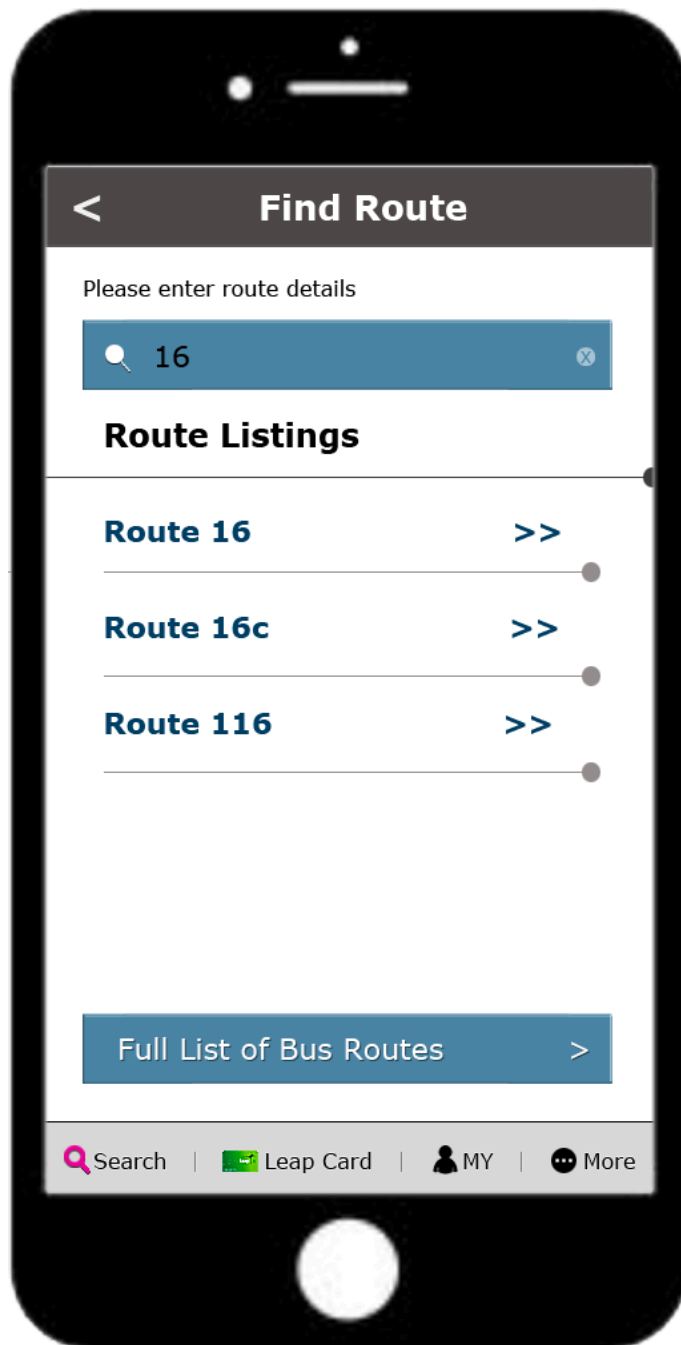 < Find Route
Please enter route details
16 x
Route Listings
Route 16 >>
Route 16c >>
Route 116 >>
Full List of Bus Routes >
Search | Leap Card | MY | More